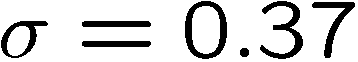 σ = 0.37